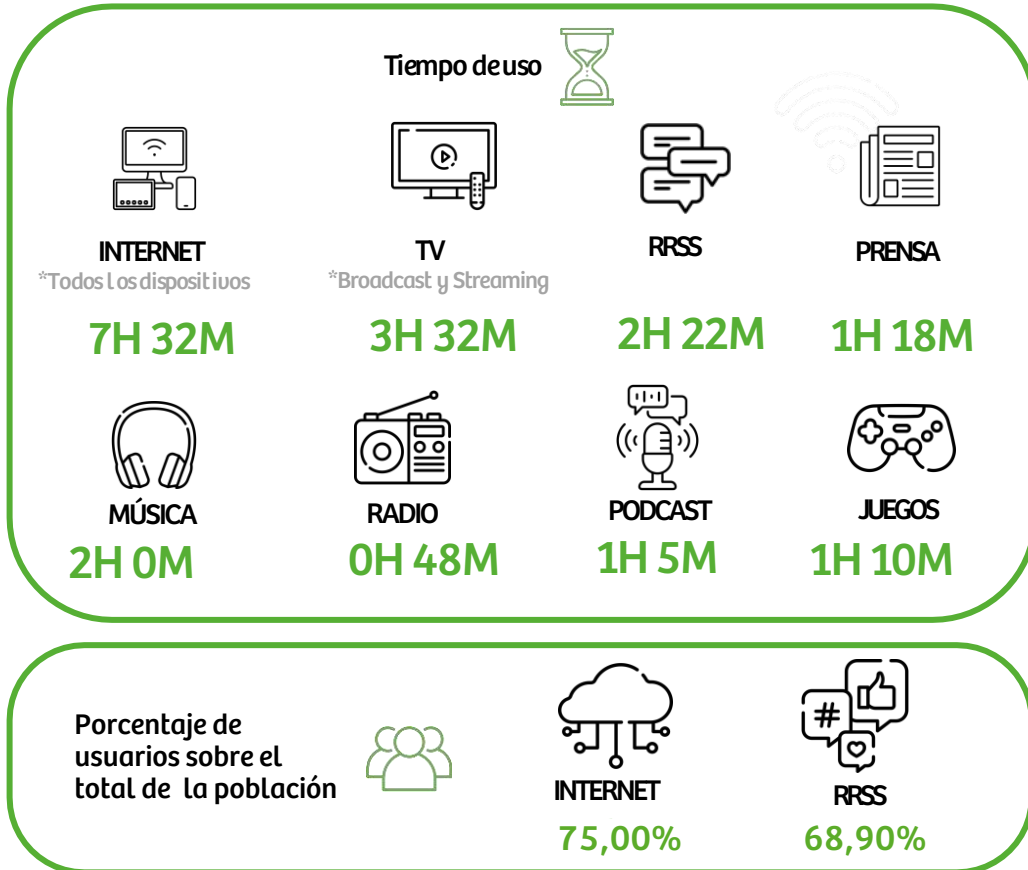 Tiempo de uso
INTERNET
*Todos los dispositivos
7H 32M
TV
*Broadcast y Streaming
3H 32M
RRSS
2H 22M
PRENSA
1H 18M
MÚSICA
2H 0M
RADIO
0H 48M
PODCAST
1H 5M
JUEGOS
1H 10M
Porcentaje de
usuarios sobre el
total de la población
INTERNET
75,00%
RRSS
#
68,90%